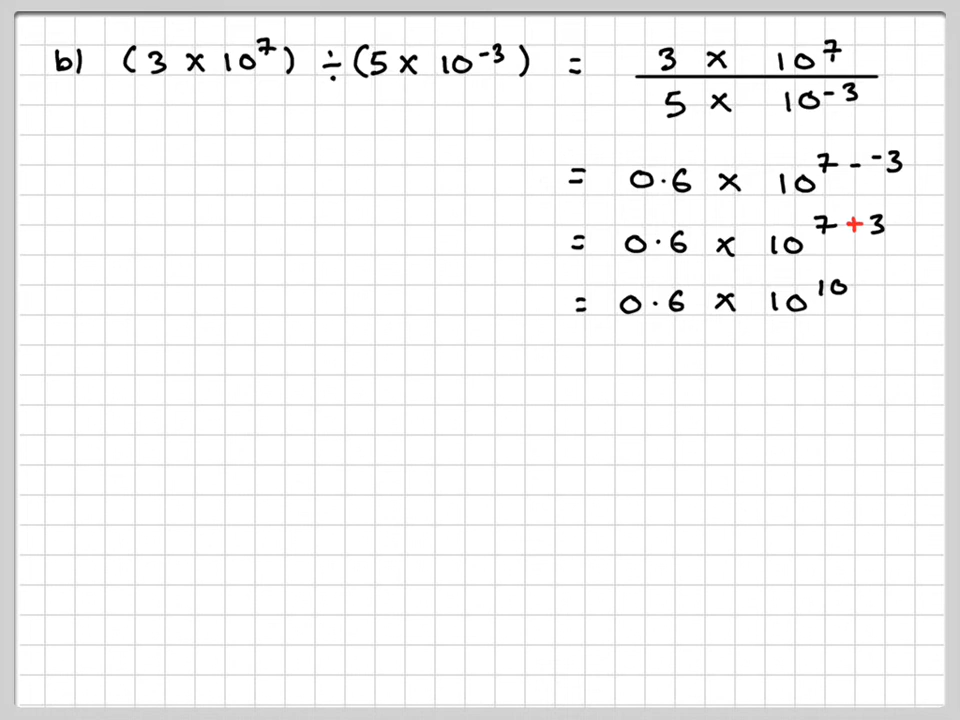 b) (3 × 10⁷) ÷ (5 × 10⁻³) = 3 × 10⁷
5 × 10⁻³
= 0·6 × 10⁷ ⁻ ⁻³
= 0·6 × 10⁷ ⁺ ³
= 0·6 × 10¹⁰